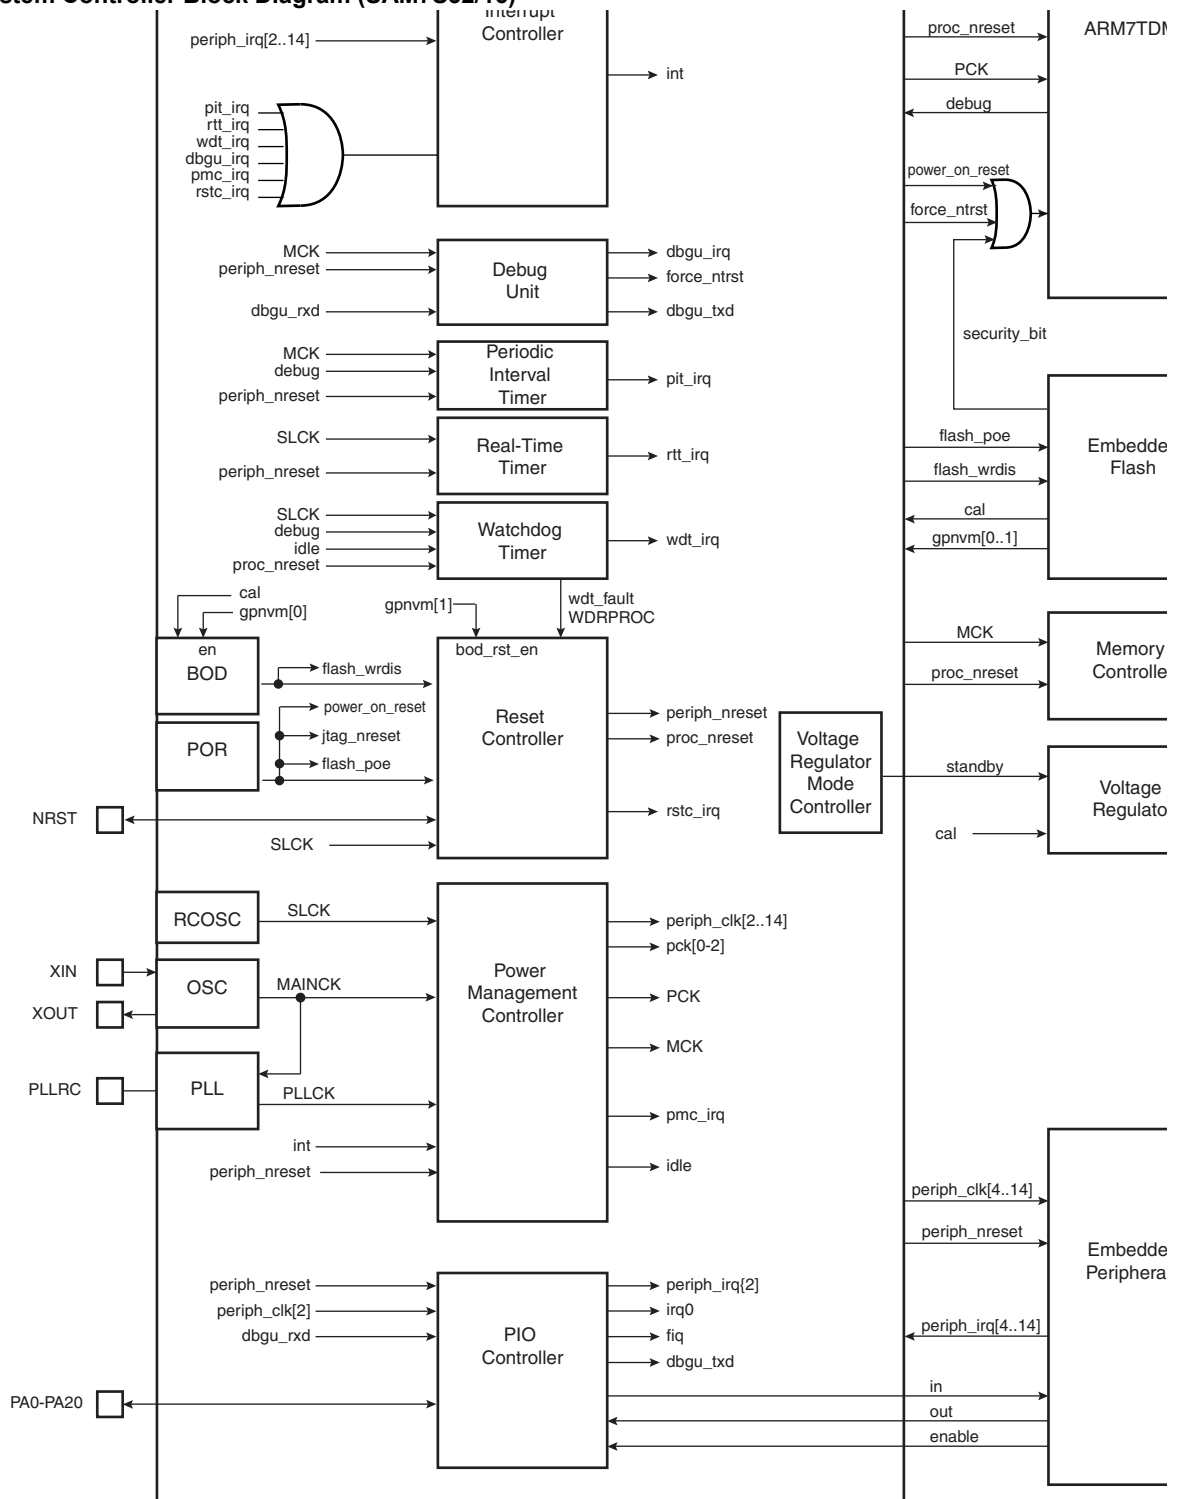 periph_irq[2..14]
Controller
int
pit_irq
rtt_irq
wdt_irq
dbgu_irq
pmc_irq
rstc_irq
proc_nreset
PCK
debug
power_on_reset
force_ntrst
security_bit
MCK
periph_nreset
dbgu_rxd
Debug
Unit
dbgu_irq
force_ntrst
dbgu_txd
MCK
debug
periph_nreset
Periodic
Interval
Timer
pit_irq
SLCK
periph_nreset
Real-Time
Timer
rtt_irq
flash_poe
flash_wrdis
cal
gpnvm[0..1]
Flash
SLCK
debug
idle
proc_nreset
Watchdog
Timer
wdt_irq
cal
gpnvm[0]
gpnvm[1]
wdt_fault
WDRPROC
en
BOD
flash_wrdis
bod_rst_en
POR
power_on_reset
jtag_nreset
flash_poe
Reset
Controller
periph_nreset
proc_nreset
rstc_irq
NRST
SLCK
MCK
proc_nreset
Memory
Voltage
Regulator
Mode
Controller
standby
cal
Voltage
RCOSC
SLCK
XIN
XOUT
OSC
MAINCK
PLLRC
PLL
PLLCK
int
periph_nreset
Power
Management
Controller
periph_clk[2..14]
pck[0-2]
PCK
MCK
pmc_irq
idle
periph_clk[4..14]
periph_nreset
periph_irq[4..14]
periph_nreset
periph_clk[2]
dbgu_rxd
PIO
Controller
periph_irq{2]
irq0
fiq
dbgu_txd
PA0-PA20
in
out
enable